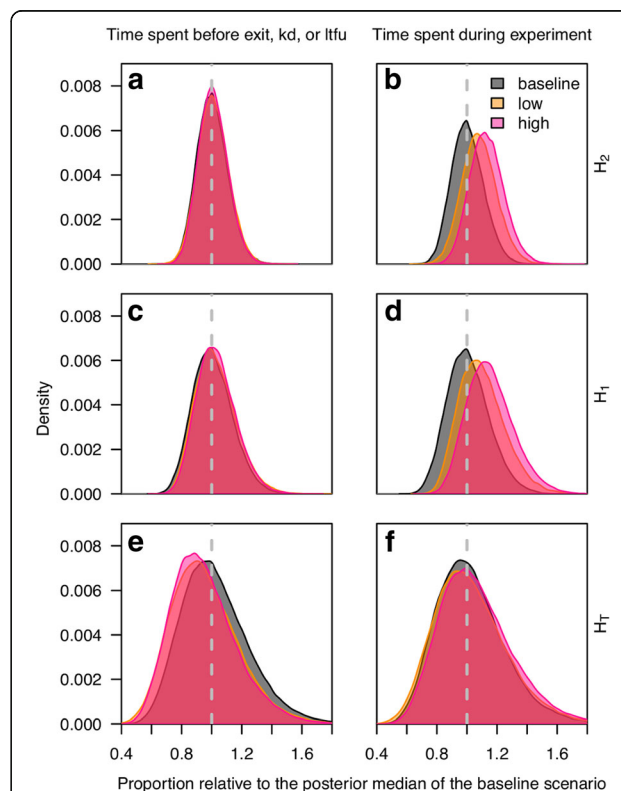 Time spent before exit, kd, or ltfu
Time spent during experiment
a
b
baseline
low
high
0.008
0.006
0.004
0.002
0.000
H2
c
d
0.008
0.006
0.004
0.002
0.000
Density
H1
e
f
0.008
0.006
0.004
0.002
0.000
HT
0.4 0.8 1.2 1.6
0.4 0.8 1.2 1.6
Proportion relative to the posterior median of the baseline scenario